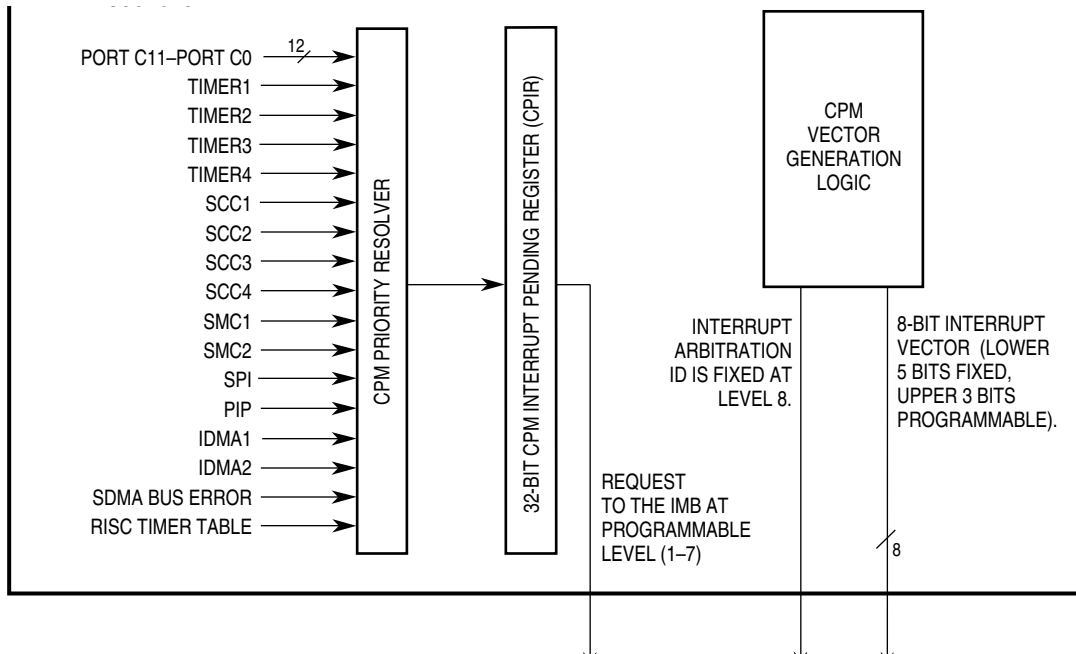 PORT C11–PORT C0
12
TIMER1
TIMER2
TIMER3
TIMER4
SCC1
SCC2
SCC3
SCC4
SMC1
SMC2
SPI
PIP
IDMA1
IDMA2
SDMA BUS ERROR
RISC TIMER TABLE
CPM PRIORITY RESOLVER
32-BIT CPM INTERRUPT PENDING REGISTER (CPIR)
REQUEST
TO THE IMB AT
PROGRAMMABLE
LEVEL (1–7)
CPM
VECTOR
GENERATION
LOGIC
INTERRUPT
ARBITRATION
ID IS FIXED AT
LEVEL 8.
8-BIT INTERRUPT
VECTOR (LOWER
5 BITS FIXED,
UPPER 3 BITS
PROGRAMMABLE).
8